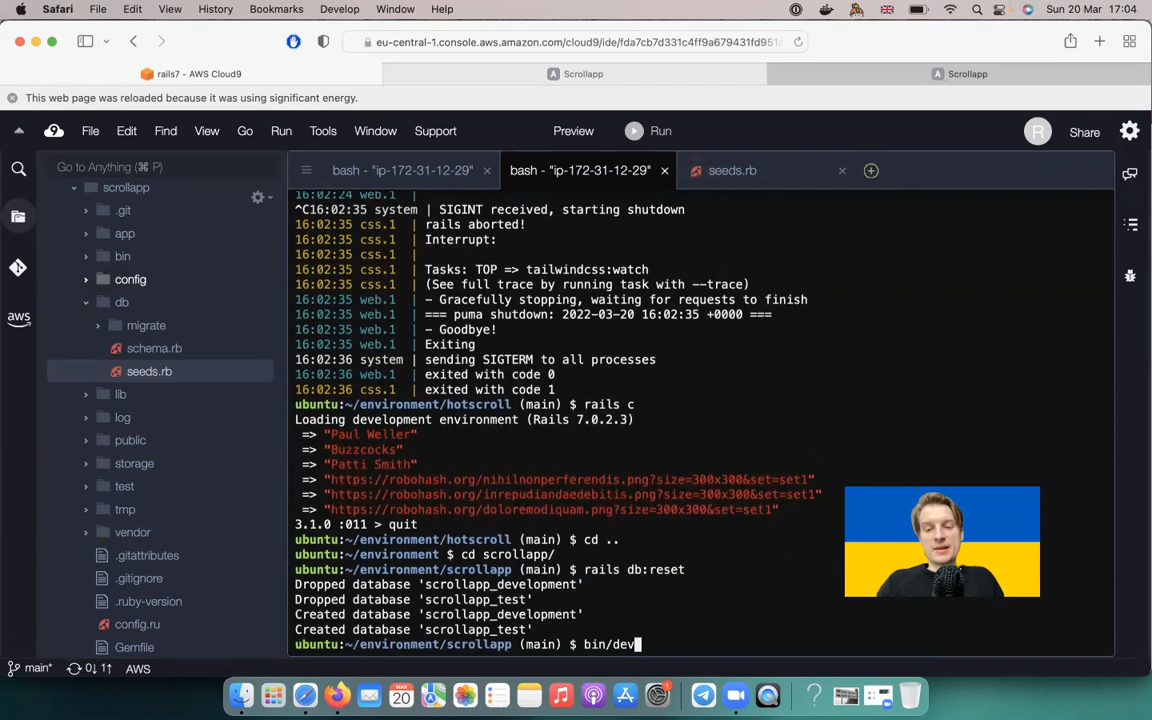 Safari File Edit View History Bookmarks Develop Window Help Sun 20 Mar 17:04
eu-central-1.console.aws.amazon.com/cloud9/ide/fda7cb7d331c4ff9a679431fd951
rails7 - AWS Cloud9 Scrollapp Scrollapp
This web page was reloaded because it was using significant energy.
9 File Edit Find View Go Run Tools Window Support Preview Run R Share
Go to Anything (⌘ P)
bash - "ip-172-31-12-29" × bash - "ip-172-31-12-29" × seeds.rb ×
scrollapp
.git
app
bin
config
db
migrate
schema.rb
seeds.rb
lib
log
public
storage
test
tmp
vendor
.gitattributes
.gitignore
.ruby-version
config.ru
Gemfile
aws
16:02:24 web.1 |
^C16:02:35 system | SIGINT received, starting shutdown
16:02:35 css.1 | rails aborted!
16:02:35 css.1 | Interrupt:
16:02:35 css.1 |
16:02:35 css.1 | Tasks: TOP => tailwindcss:watch
16:02:35 css.1 | (See full trace by running task with --trace)
16:02:35 web.1 | - Gracefully stopping, waiting for requests to finish
16:02:35 web.1 | === puma shutdown: 2022-03-20 16:02:35 +0000 ===
16:02:35 web.1 | - Goodbye!
16:02:35 web.1 | Exiting
16:02:36 system | sending SIGTERM to all processes
16:02:36 web.1 | exited with code 0
16:02:36 css.1 | exited with code 1
ubuntu:~/environment/hotscroll (main) $ rails c
Loading development environment (Rails 7.0.2.3)
=> "Paul Weller"
=> "Buzzcocks"
=> "Patti Smith"
=> "https://robohash.org/nihilnonperferendis.png?size=300x300&set=set1"
=> "https://robohash.org/inrepudiandaedebitis.png?size=300x300&set=set1"
=> "https://robohash.org/doloremodiquam.png?size=300x300&set=set1"
3.1.0 :011 > quit
ubuntu:~/environment/hotscroll (main) $ cd ..
ubuntu:~/environment $ cd scrollapp/
ubuntu:~/environment/scrollapp (main) $ rails db:reset
Dropped database 'scrollapp_development'
Dropped database 'scrollapp_test'
Created database 'scrollapp_development'
Created database 'scrollapp_test'
ubuntu:~/environment/scrollapp (main) $ bin/dev
main* 0↓ 1↑ AWS
MAR
20
1